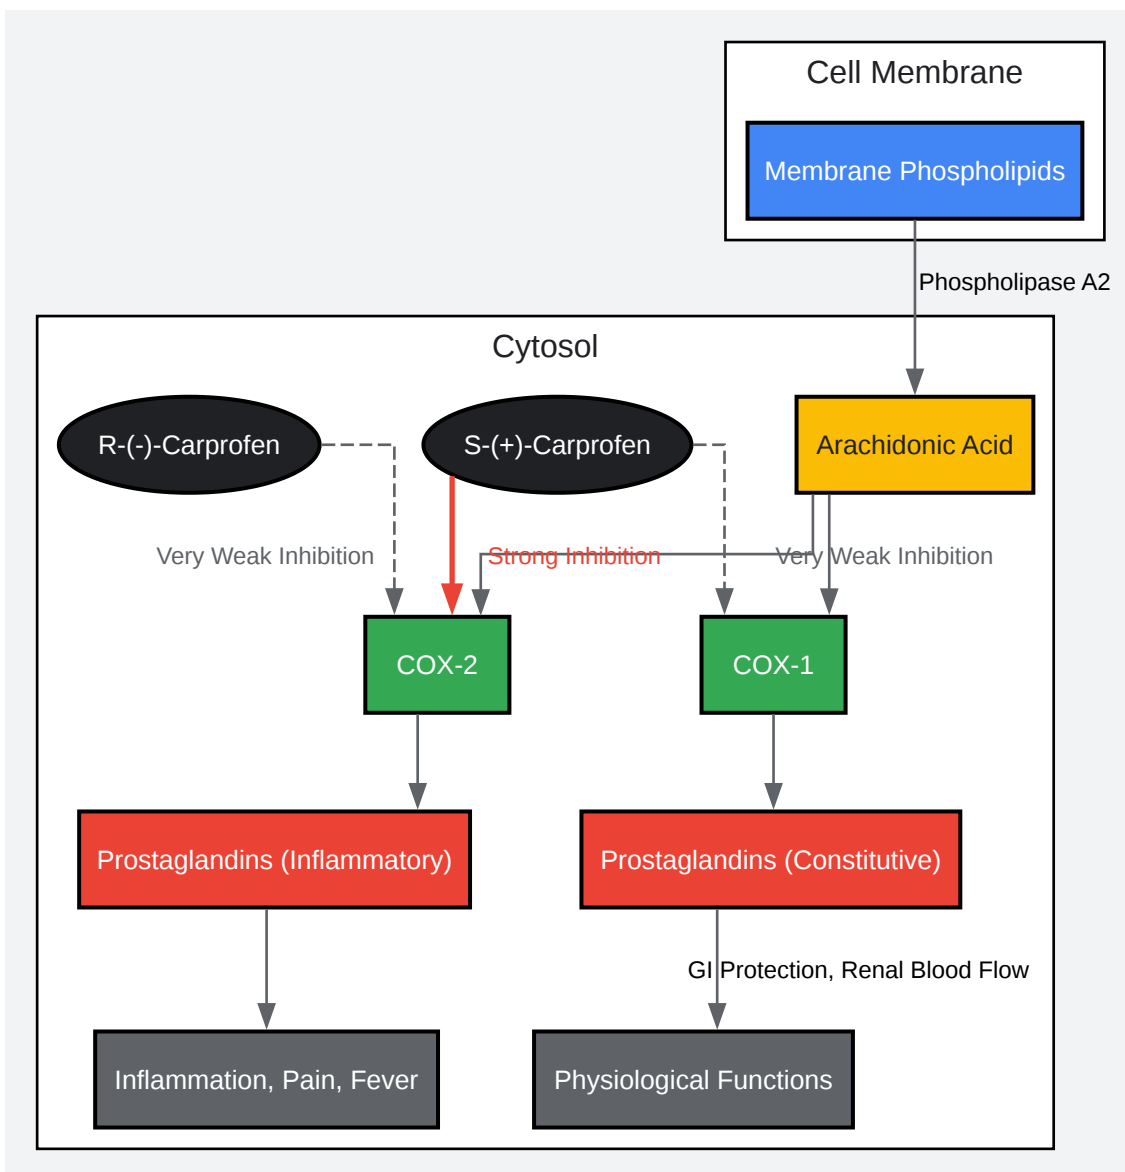 Cell Membrane
Membrane Phospholipids
Phospholipase A2
Cytosol
R-(-)-Carprofen
S-(+)-Carprofen
Arachidonic Acid
Very Weak Inhibition
Strong Inhibition
Very Weak Inhibition
COX-2
COX-1
Prostaglandins (Inflammatory)
Prostaglandins (Constitutive)
GI Protection, Renal Blood Flow
Inflammation, Pain, Fever
Physiological Functions